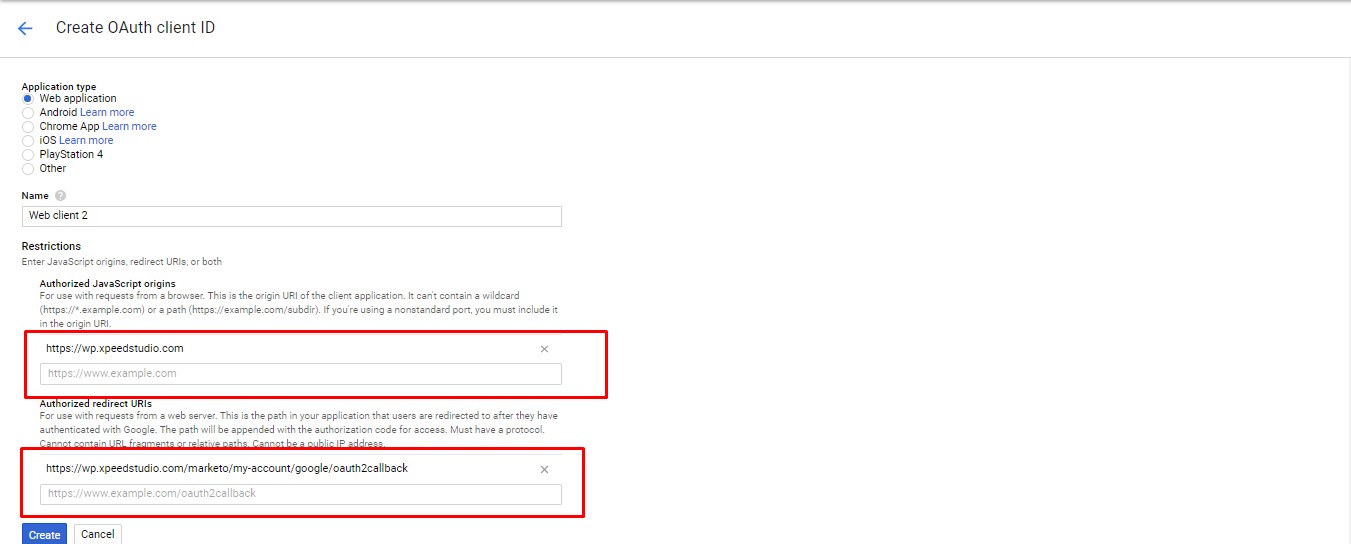 Create OAuth client ID
Application type
Web application
Android Learn more
Chrome App Learn more
iOS Learn more
PlayStation 4
Other
Name ?
Web client 2
Restrictions
Enter JavaScript origins, redirect URIs, or both
Authorized JavaScript origins
For use with requests from a browser. This is the origin URI of the client application. It can't contain a wildcard
(https://*.example.com) or a path (https://example.com/subdir). If you're using a nonstandard port, you must include it
in the origin URI.
https://wp.xpeedstudio.com
https://www.example.com
Authorized redirect URIs
For use with requests from a web server. This is the path in your application that users are redirected to after they have
authenticated with Google. The path will be appended with the authorization code for access. Must have a protocol.
Cannot contain URL fragments or relative paths. Cannot be a public IP address.
https://wp.xpeedstudio.com/marketo/my-account/google/oauth2callback
https://www.example.com/oauth2callback
Create Cancel